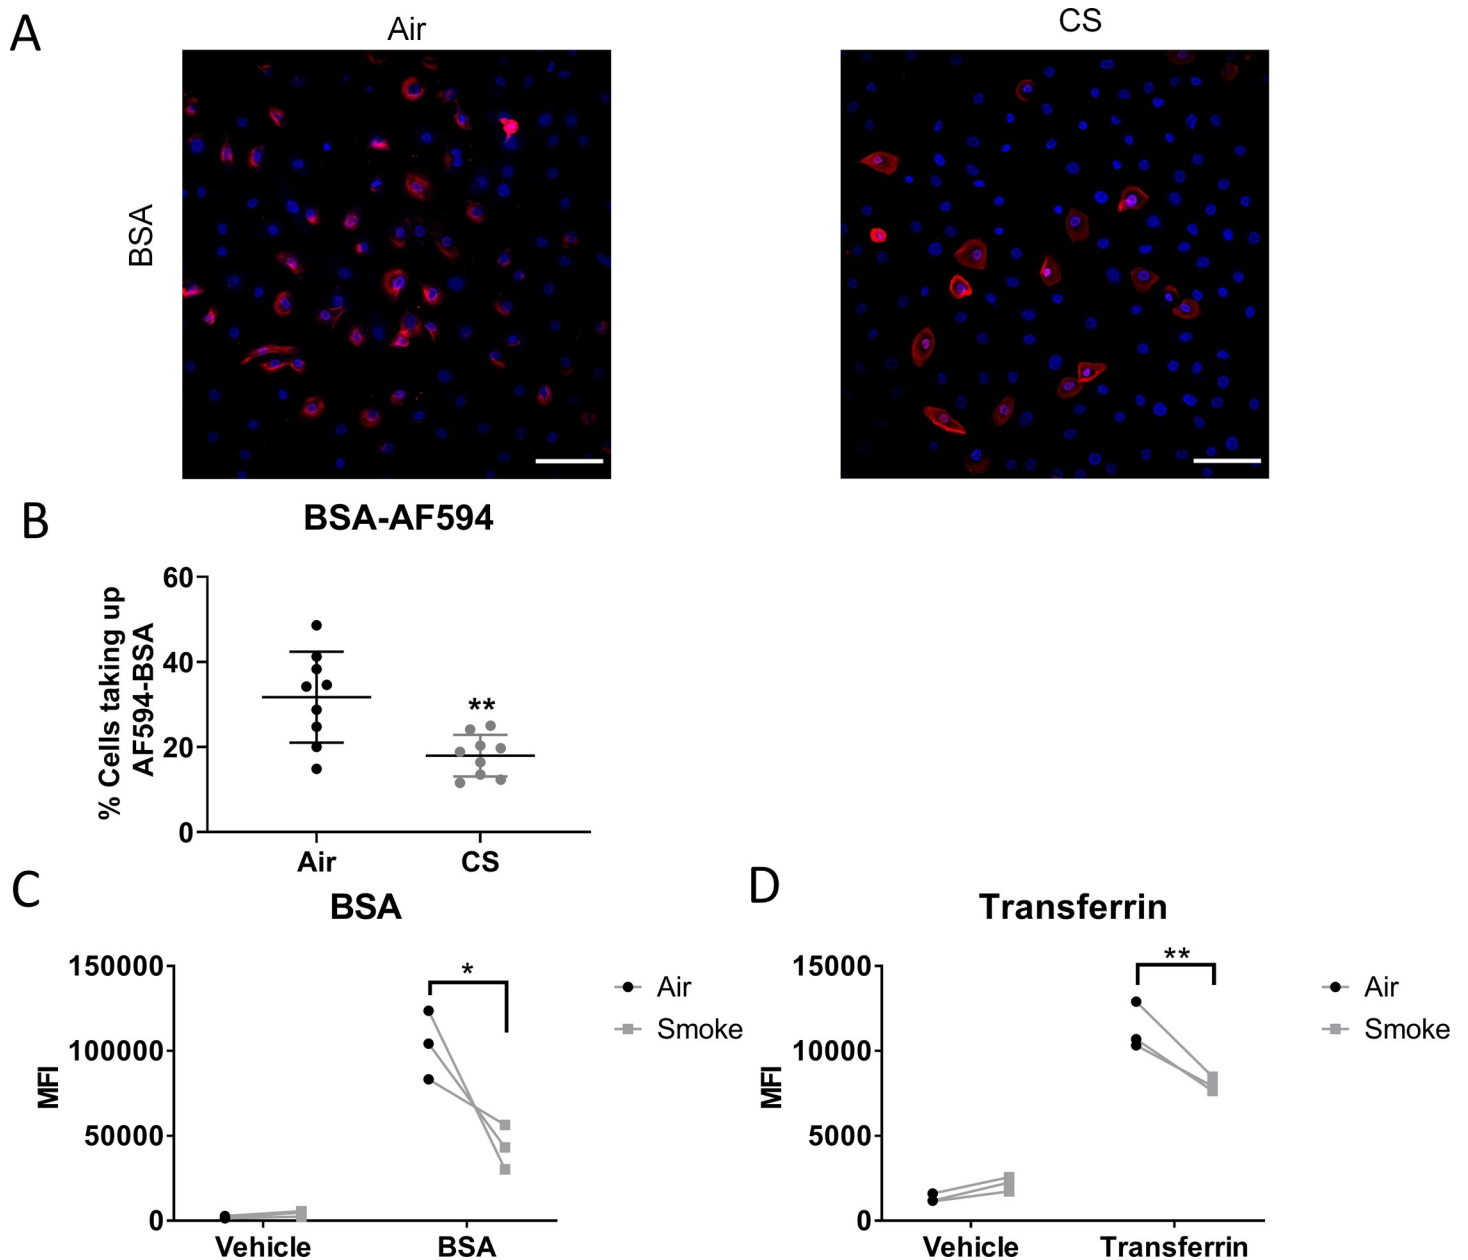 A
Air
CS
BSA
B
BSA-AF594
% Cells taking up
AF594-BSA
60
40
20
0
**
Air
CS
C
BSA
MFI
150000
100000
50000
0
*
Air
Smoke
Vehicle
BSA
D
Transferrin
MFI
15000
10000
5000
0
**
Air
Smoke
Vehicle
Transferrin